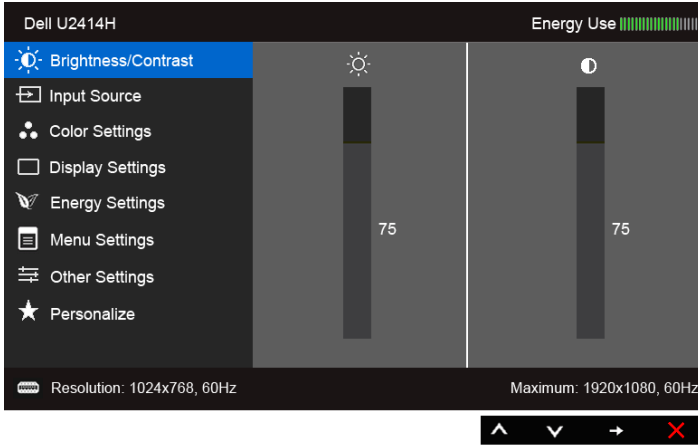 Dell U2414H
Energy Use
Brightness/Contrast
Input Source
Color Settings
Display Settings
Energy Settings
Menu Settings
Other Settings
Personalize
75
75
Resolution: 1024x768, 60Hz
Maximum: 1920x1080, 60Hz